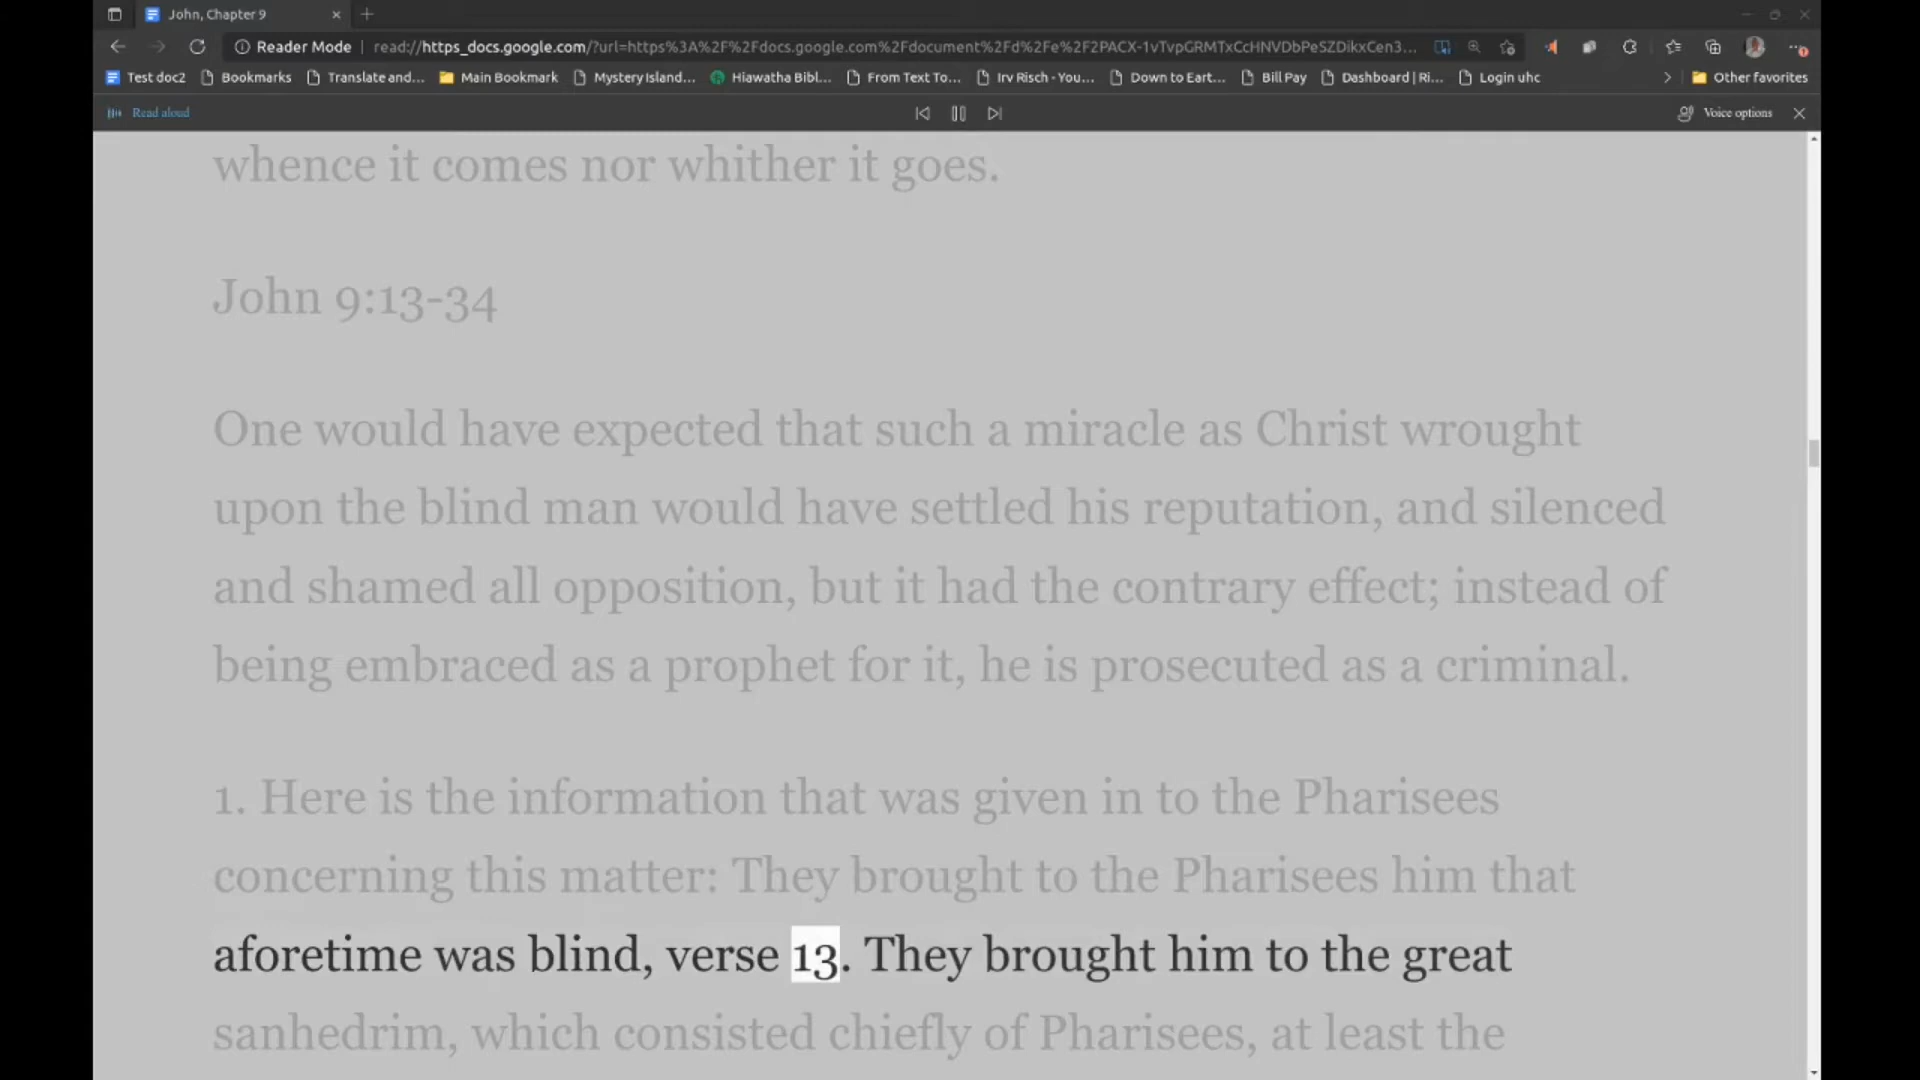 John, Chapter 9
Reader Mode
read://https_docs.google.com/?url=https%3A%2F%2Fdocs.google.com%2Fdocument%2Fd%2Fe%2F2PACX-1vTvpGRMTxCcHNVDbPeSZDikxCen3...
Test doc2
Bookmarks
Translate and...
Main Bookmark
Mystery Island...
Hiawatha Bibl...
From Text To...
Irv Risch - You...
Down to Eart...
Bill Pay
Dashboard | Ri...
Login uhc
Other favorites
Read aloud
Voice options
whence it comes nor whither it goes.
John 9:13-34
One would have expected that such a miracle as Christ wrought
upon the blind man would have settled his reputation, and silenced
and shamed all opposition, but it had the contrary effect; instead of
being embraced as a prophet for it, he is prosecuted as a criminal.
1. Here is the information that was given in to the Pharisees
concerning this matter: They brought to the Pharisees him that
aforetime was blind, verse 13. They brought him to the great
sanhedrim, which consisted chiefly of Pharisees, at least the